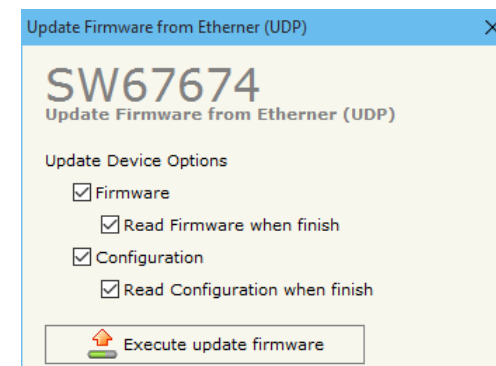 Update Firmware from Etherner (UDP)
SW67674
Update Firmware from Etherner (UDP)
Update Device Options
Firmware
Read Firmware when finish
Configuration
Read Configuration when finish
Execute update firmware